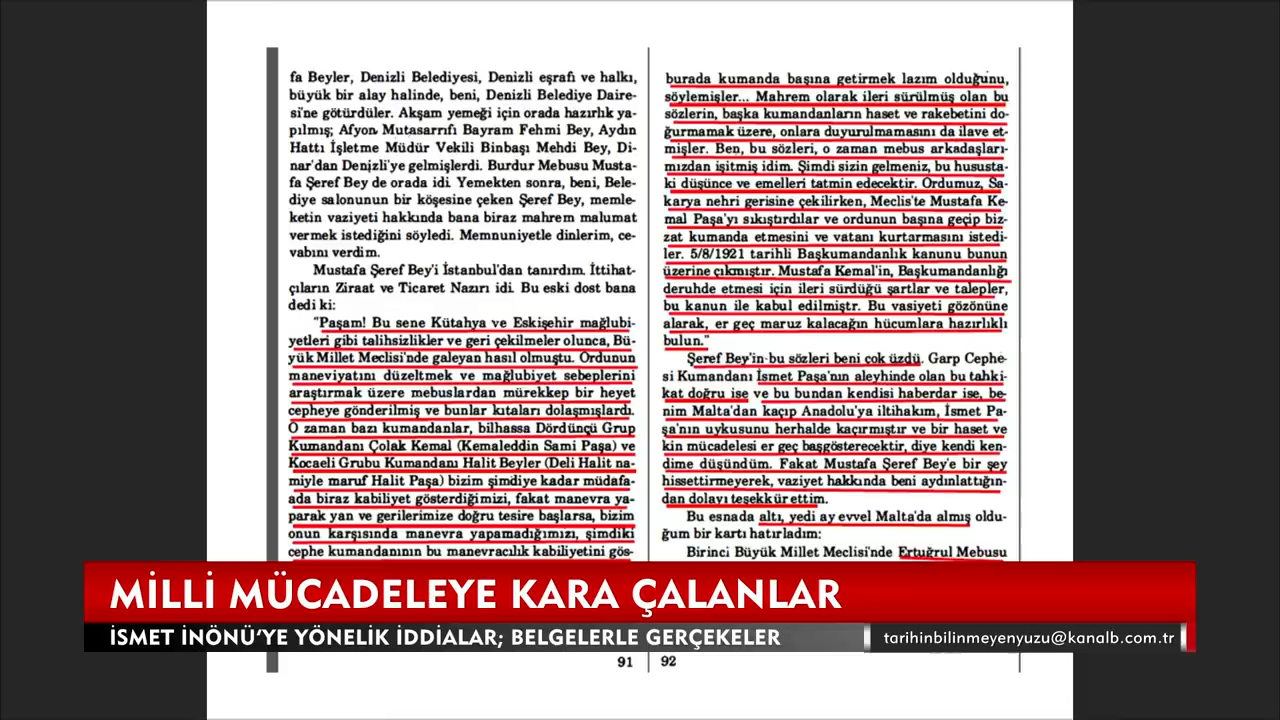 fa Beyler, Denizli Belediyesi, Denizli eşrafı ve halkı,
büyük bir alay halinde, beni, Denizli Belediye Daire-
si'ne götürdüler. Akşam yemeği için orada hazırlık ya-
pılmış; Afyon Mutasarrıfı Bayram Fehmi Bey, Aydın
Hattı İşletme Müdür Vekili Binbaşı Mehdi Bey, Di-
nar'dan Denizli'ye gelmişlerdi. Burdur Mebusu Musta-
fa Şeref Bey de orada idi. Yemekten sonra, beni, Bele-
diye salonunun bir köşesine çeken Şeref Bey, memle-
ketin vaziyeti hakkında bana biraz mahrem malumat
vermek istediğini söyledi. Memnuniyetle dinlerim, ce-
vabını verdim.
Mustafa Şeref Bey'i İstanbul'dan tanırdım. İttihat-
çıların Ziraat ve Ticaret Nazırı idi. Bu eski dost bana
dedi ki:
"Paşam! Bu sene Kütahya ve Eskişehir mağlubi-
yetleri gibi talihsizlikler ve geri çekilmeler olunca, Bü-
yük Millet Meclisi'nde galeyan hasıl olmuştu. Ordunun
maneviyatını düzeltmek ve mağlubiyet sebeplerini
araştırmak üzere mebuslardan mürekkep bir heyet
cepheye gönderilmiş ve bunlar kıtaları dolaşmışlardı.
O zaman bazı kumandanlar, bilhassa Dördünçü Grup
Kumandanı Çolak Kemal (Kemaleddin Sami Paşa) ve
Kocaeli Grubu Kumandanı Halit Beyler (Deli Halit na-
miyle maruf Halit Paşa) bizim şimdiye kadar müdafa-
ada biraz kabiliyet gösterdiğimizi, fakat manevra ya-
parak yan ve gerilerimize doğru tesire başlarsa, bizim
onun karşısında manevra yapamadığımızı, şimdiki
cephe kumandanının bu manevracılık kabiliyetini gös-
91
burada kumanda başına getirmek lazım olduğunu,
söylemişler... Mahrem olarak ileri sürülmüş olan bu
sözlerin, başka kumandanların haset ve rakebetini do-
ğurmamak üzere, onlara duyurulmamasını da ilave et-
mişler. Ben, bu sözleri, o zaman mebus arkadaşları-
mızdan işitmiş idim. Şimdi sizin gelmeniz, bu hususta-
ki düşünce ve emelleri tatmin edecektir. Ordumuz, Sa-
karya nehri gerisine çekilirken, Meclis'te Mustafa Ke-
mal Paşa'yı sıkıştırdılar ve ordunun başına geçip biz-
zat kumanda etmesini ve vatanı kurtarmasını istedi-
ler. 5/8/1921 tarihli Başkumandanlık kanunu bunun
üzerine çıkmıştır. Mustafa Kemal'in, Başkumandanlığı
deruhde etmesi için ileri sürdüğü şartlar ve talepler,
bu kanun ile kabul edilmiştr. Bu vasiyeti gözönüne
alarak, er geç maruz kalacağın hücumlara hazırlıklı
bulun."
Şeref Bey'in bu sözleri beni çok üzdü. Garp Cephe-
si Kumandanı İsmet Paşa'nın aleyhinde olan bu tahki-
kat doğru ise ve bu bundan kendisi haberdar ise, be-
nim Malta'dan kaçıp Anadolu'ya iltihakım, İsmet Pa-
şa'nın uykusunu herhalde kaçırmıştır ve bir haset ve
kin mücadelesi er geç başgösterecektir, diye kendi ken-
dime düşündüm. Fakat Mustafa Şeref Bey'e bir şey
hissettirmeyerek, vaziyet hakkında beni aydınlattığın-
dan dolayı teşekkür ettim.
Bu esnada altı, yedi ay evvel Malta'da almış oldu-
ğum bir kartı hatırladım:
Birinci Büyük Millet Meclisi'nde Ertuğrul Mebusu
92
MİLLİ MÜCADELEYE KARA ÇALANLAR
İSMET İNÖNÜ'YE YÖNELİK İDDİALAR; BELGELERLE GERÇEKELER
tarihinbilinmeyenyuzu@kanalb.com.tr